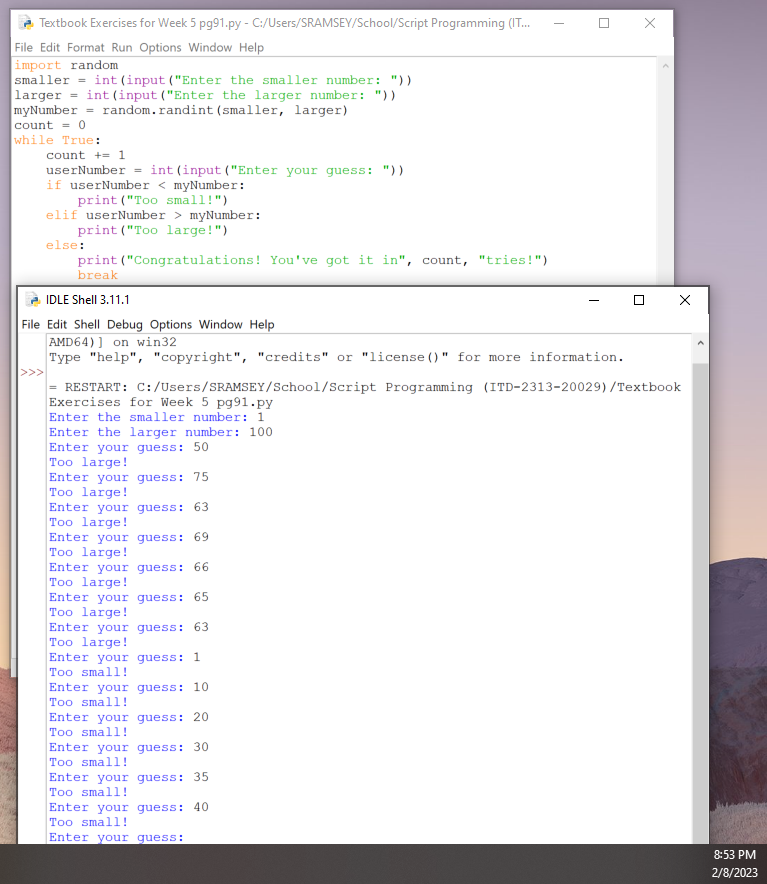 Textbook Exercises for Week 5 pg91.py - C:/Users/SRAMSEY/School/Script Programming (IT...
File Edit Format Run Options Window Help
import random
smaller = int(input("Enter the smaller number: "))
larger = int(input("Enter the larger number: "))
myNumber = random.randint(smaller, larger)
count = 0
while True:
    count += 1
    userNumber = int(input("Enter your guess: "))
    if userNumber < myNumber:
        print("Too small!")
    elif userNumber > myNumber:
        print("Too large!")
    else:
        print("Congratulations! You've got it in", count, "tries!")
        break
IDLE Shell 3.11.1
File Edit Shell Debug Options Window Help
AMD64)] on win32
Type "help", "copyright", "credits" or "license()" for more information.
>>>
= RESTART: C:/Users/SRAMSEY/School/Script Programming (ITD-2313-20029)/Textbook
Exercises for Week 5 pg91.py
Enter the smaller number: 1
Enter the larger number: 100
Enter your guess: 50
Too large!
Enter your guess: 75
Too large!
Enter your guess: 63
Too large!
Enter your guess: 69
Too large!
Enter your guess: 66
Too large!
Enter your guess: 65
Too large!
Enter your guess: 63
Too large!
Enter your guess: 1
Too small!
Enter your guess: 10
Too small!
Enter your guess: 20
Too small!
Enter your guess: 30
Too small!
Enter your guess: 35
Too small!
Enter your guess: 40
Too small!
Enter your guess:
8:53 PM
2/8/2023